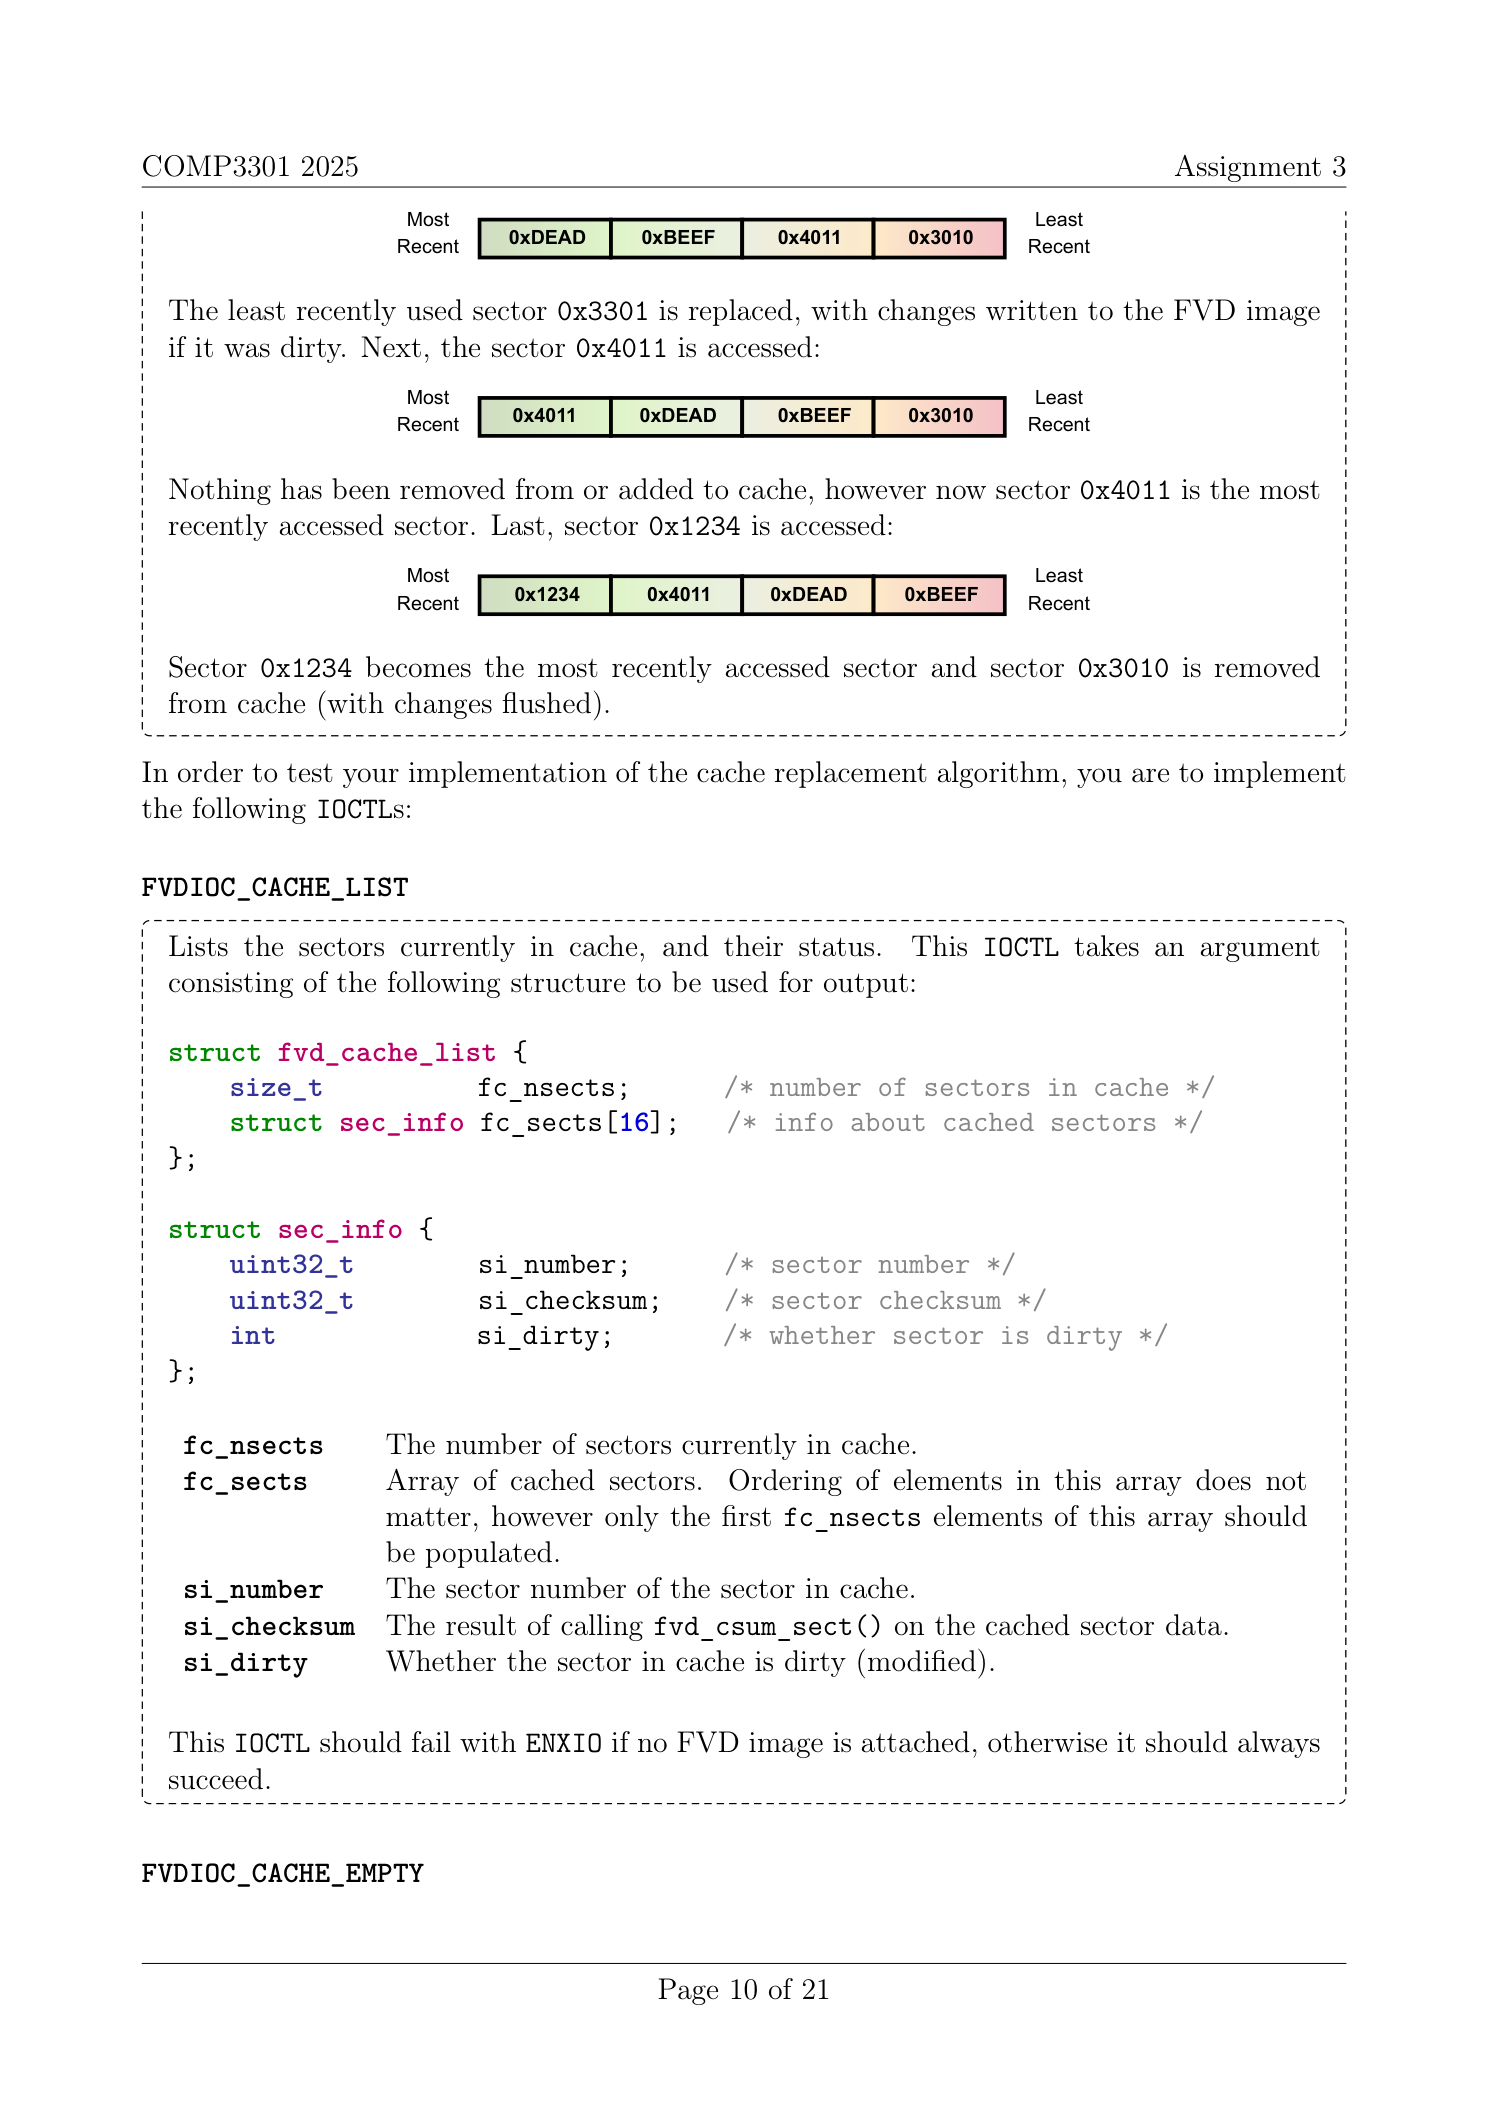 COMP3301 2025 Assignment 3
Most Recent 0xDEAD 0xBEEF 0x4011 0x3010 Least Recent
The least recently used sector 0x3301 is replaced, with changes written to the FVD image
if it was dirty. Next, the sector 0x4011 is accessed:
Most Recent 0x4011 0xDEAD 0xBEEF 0x3010 Least Recent
Nothing has been removed from or added to cache, however now sector 0x4011 is the most
recently accessed sector. Last, sector 0x1234 is accessed:
Most Recent 0x1234 0x4011 0xDEAD 0xBEEF Least Recent
Sector 0x1234 becomes the most recently accessed sector and sector 0x3010 is removed
from cache (with changes flushed).
In order to test your implementation of the cache replacement algorithm, you are to implement
the following IOCTLs:
FVDIOC_CACHE_LIST
Lists the sectors currently in cache, and their status. This IOCTL takes an argument
consisting of the following structure to be used for output:
struct fvd_cache_list {
    size_t          fc_nsects;      /* number of sectors in cache */
    struct sec_info fc_sects[16];   /* info about cached sectors */
};
struct sec_info {
    uint32_t        si_number;      /* sector number */
    uint32_t        si_checksum;    /* sector checksum */
    int             si_dirty;       /* whether sector is dirty */
};
fc_nsects The number of sectors currently in cache.
fc_sects Array of cached sectors. Ordering of elements in this array does not
matter, however only the first fc_nsects elements of this array should
be populated.
si_number The sector number of the sector in cache.
si_checksum The result of calling fvd_csum_sect() on the cached sector data.
si_dirty Whether the sector in cache is dirty (modified).
This IOCTL should fail with ENXIO if no FVD image is attached, otherwise it should always
succeed.
FVDIOC_CACHE_EMPTY
Page 10 of 21